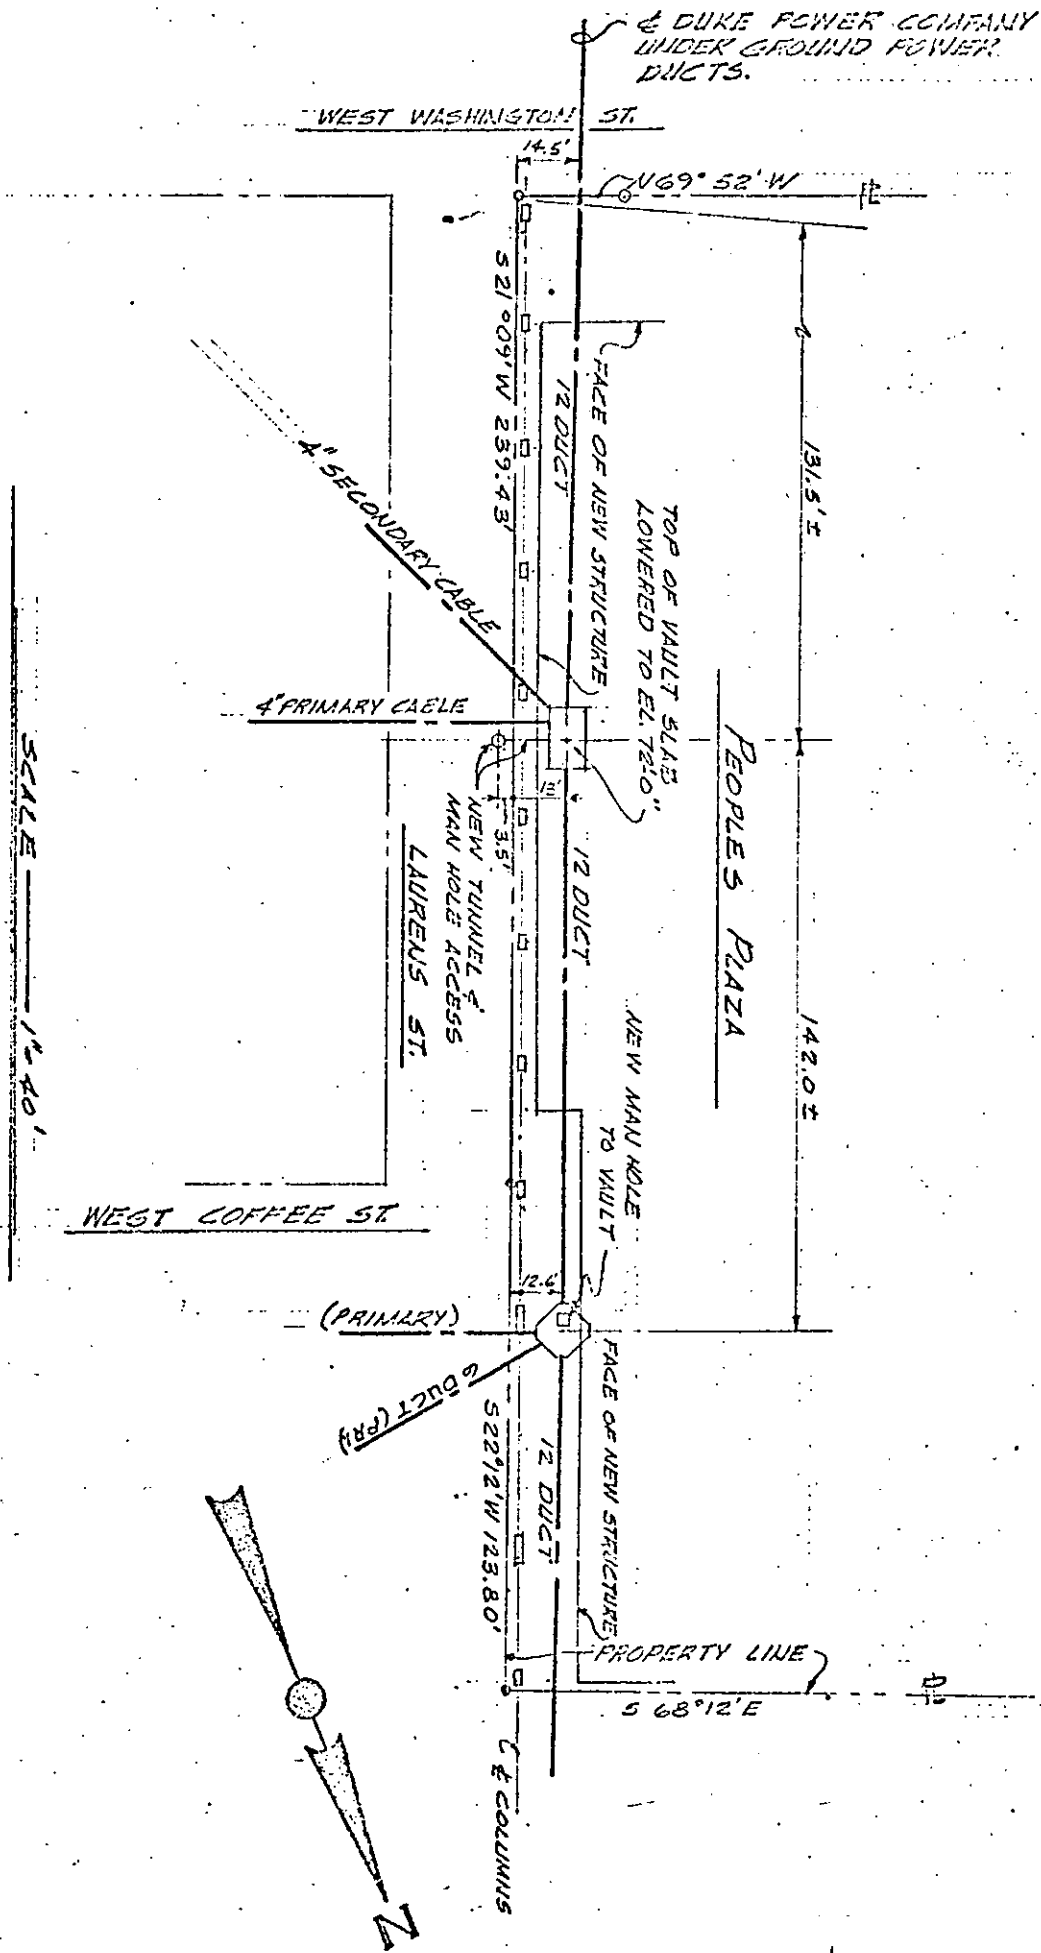 ℄ DUKE POWER COMPANY
UNDER GROUND POWER
DUCTS.
WEST WASHINGTON ST.
14.5'
N69° 52' W
S 21°09'W 239.43'
FACE OF NEW STRUCTURE
12 DUCT
131.5'±
TOP OF VAULT SLAB
LOWERED TO EL. 72'0"
4" SECONDARY CABLE
4" PRIMARY CABLE
PEOPLES PLAZA
13'
3.5'
NEW TUNNEL &
MAN HOLE ACCESS
LAURENS ST.
12 DUCT
142.0±
NEW MAN HOLE
TO VAULT
SCALE 1"=40'
WEST COFFEE ST.
12.6'
(PRIMARY)
6 DUCT (PRI)
S22°12'W 123.80'
12 DUCT
FACE OF NEW STRUCTURE
PROPERTY LINE
S 68°12'E
℄ COLUMNS
N